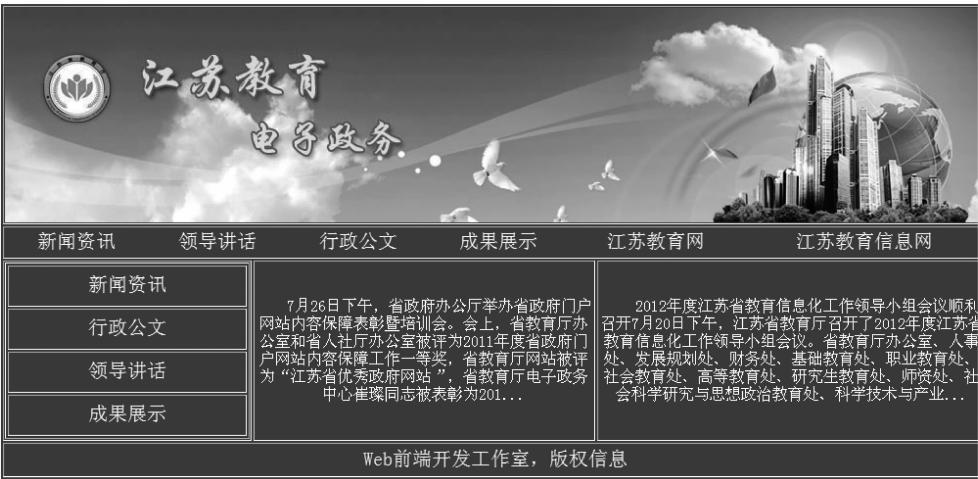 江苏教育
电子政务
新闻资讯 领导讲话 行政公文 成果展示 江苏教育网 江苏教育信息网
新闻资讯
行政公文
领导讲话
成果展示
7月26日下午，省政府办公厅举办省政府门户
网站内容保障表彰暨培训会。会上，省教育厅办
公室和省人社厅办公室被评为2011年度省政府门
户网站内容保障工作一等奖，省教育厅网站被评
为“江苏省优秀政府网站 ”，省教育厅电子政务
中心崔璨同志被表彰为201...
2012年度江苏省教育信息化工作领导小组会议顺利
召开7月20日下午，江苏省教育厅召开了2012年度江苏省
教育信息化工作领导小组会议。省教育厅办公室、人事
处、发展规划处、财务处、基础教育处、职业教育处、
社会教育处、高等教育处、研究生教育处、师资处、社
会科学研究与思想政治教育处、科学技术与产业...
Web前端开发工作室，版权信息